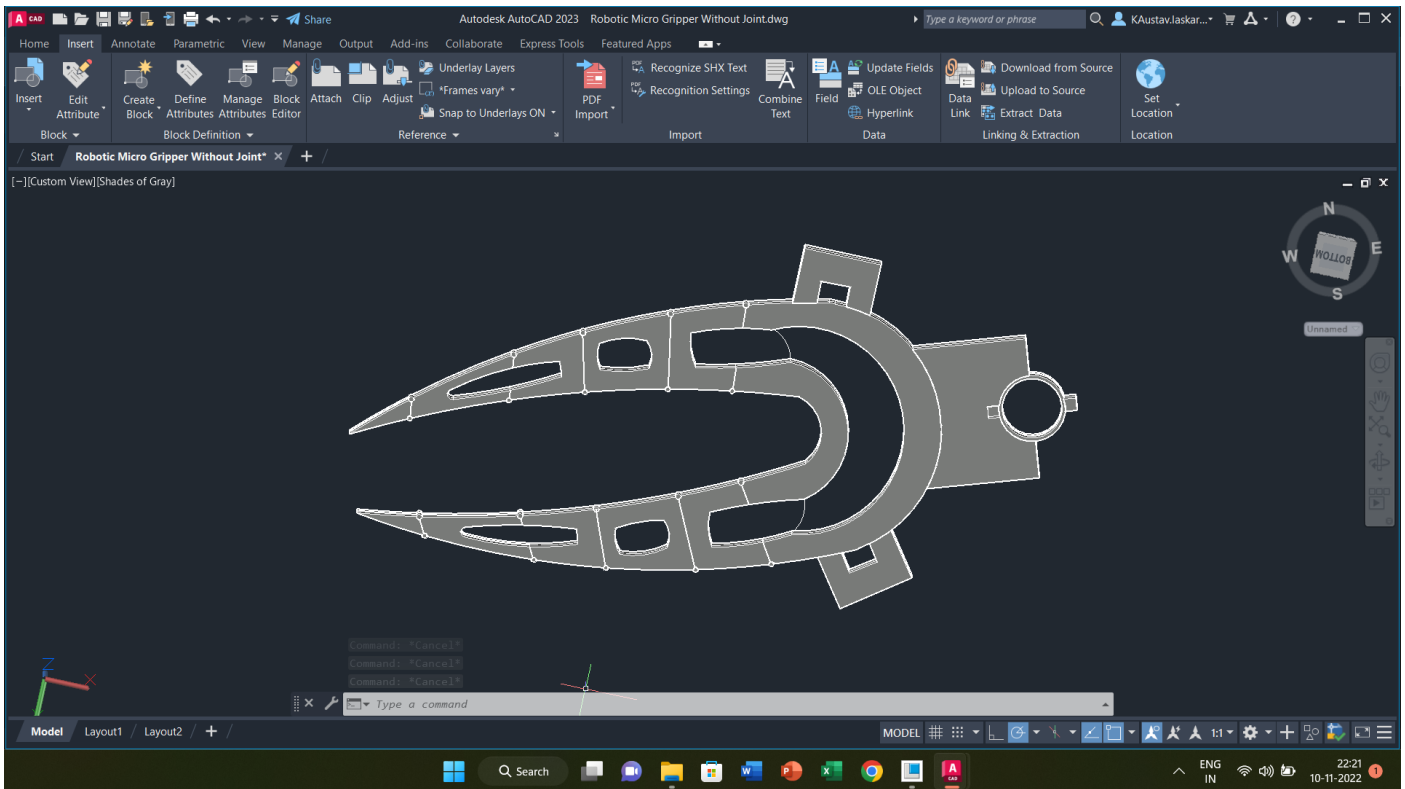 A CAD Share Autodesk AutoCAD 2023 Robotic Micro Gripper Without Joint.dwg Type a keyword or phrase KAustav.laskar...
Home Insert Annotate Parametric View Manage Output Add-ins Collaborate Express Tools Featured Apps
Insert
Edit Attribute
Create Block
Define Attributes
Manage Attributes
Block Editor
Attach
Clip
Adjust
Underlay Layers
*Frames vary*
Snap to Underlays ON
PDF Import
PDF Recognize SHX Text
PDF Recognition Settings
Combine Text
Field
Update Fields
OLE Object
Hyperlink
Data Link
Download from Source
Upload to Source
Extract Data
Set Location
Block Block Definition Reference Import Data Linking & Extraction Location
Start Robotic Micro Gripper Without Joint*
[−][Custom View][Shades of Gray]
N
W BOTTOM E
S
Unnamed
Command: *Cancel*
Command: *Cancel*
Command: *Cancel*
Z X
Type a command
Model Layout1 Layout2 MODEL 1:1
Search ENG 22:21
IN 10-11-2022 1